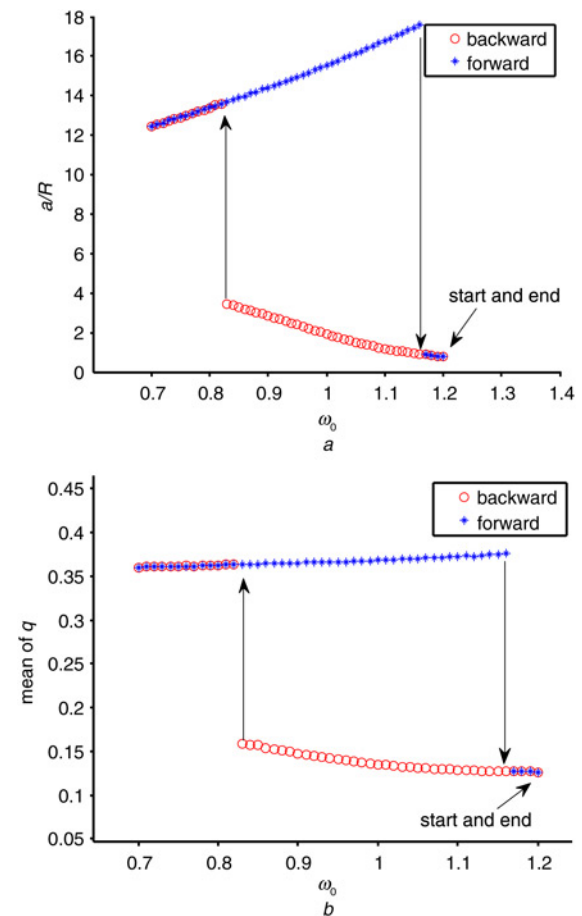 18
16
14
12
10
8
6
4
2
0
a/R
backward
forward
start and end
0.7 0.8 0.9 1 1.1 1.2 1.3 1.4
ω0
a
0.45
0.4
0.35
0.3
0.25
0.2
0.15
0.1
0.05
mean of q
backward
forward
start and end
0.7 0.8 0.9 1 1.1 1.2
ω0
b